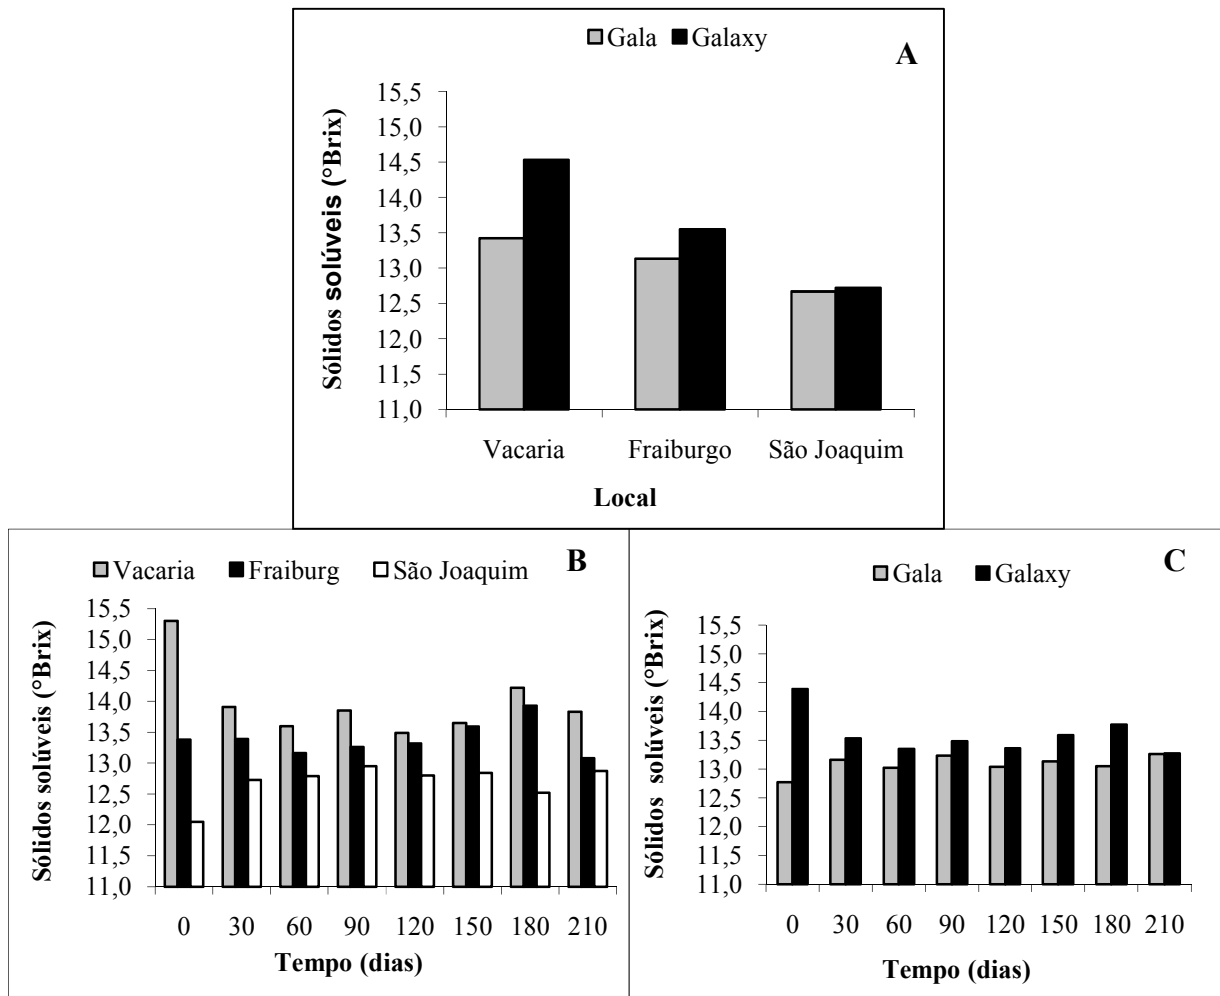 Gala Galaxy
A
Sólidos solúveis (°Brix)
15,5
15,0
14,5
14,0
13,5
13,0
12,5
12,0
11,5
11,0
Vacaria Fraiburgo São Joaquim
Local
Vacaria Fraiburg São Joaquim
B
Sólidos solúveis (°Brix)
15,5
15,0
14,5
14,0
13,5
13,0
12,5
12,0
11,5
11,0
0 30 60 90 120 150 180 210
Tempo (dias)
C
Gala Galaxy
Sólidos solúveis (°Brix)
15,5
15,0
14,5
14,0
13,5
13,0
12,5
12,0
11,5
11,0
0 30 60 90 120 150 180 210
Tempo (dias)